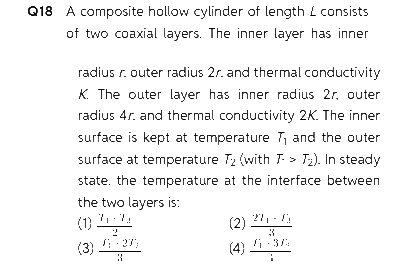 Q18 A composite hollow cylinder of length L consists
of two coaxial layers. The inner layer has inner
radius r. outer radius 2r. and thermal conductivity
K. The outer layer has inner radius 2r, outer
radius 4r. and thermal conductivity 2K. The inner
surface is kept at temperature T₁ and the outer
surface at temperature T₂ (with > T₂). In steady
state. the temperature at the interface between
the two layers is:
(1) (2)
(3) (4)